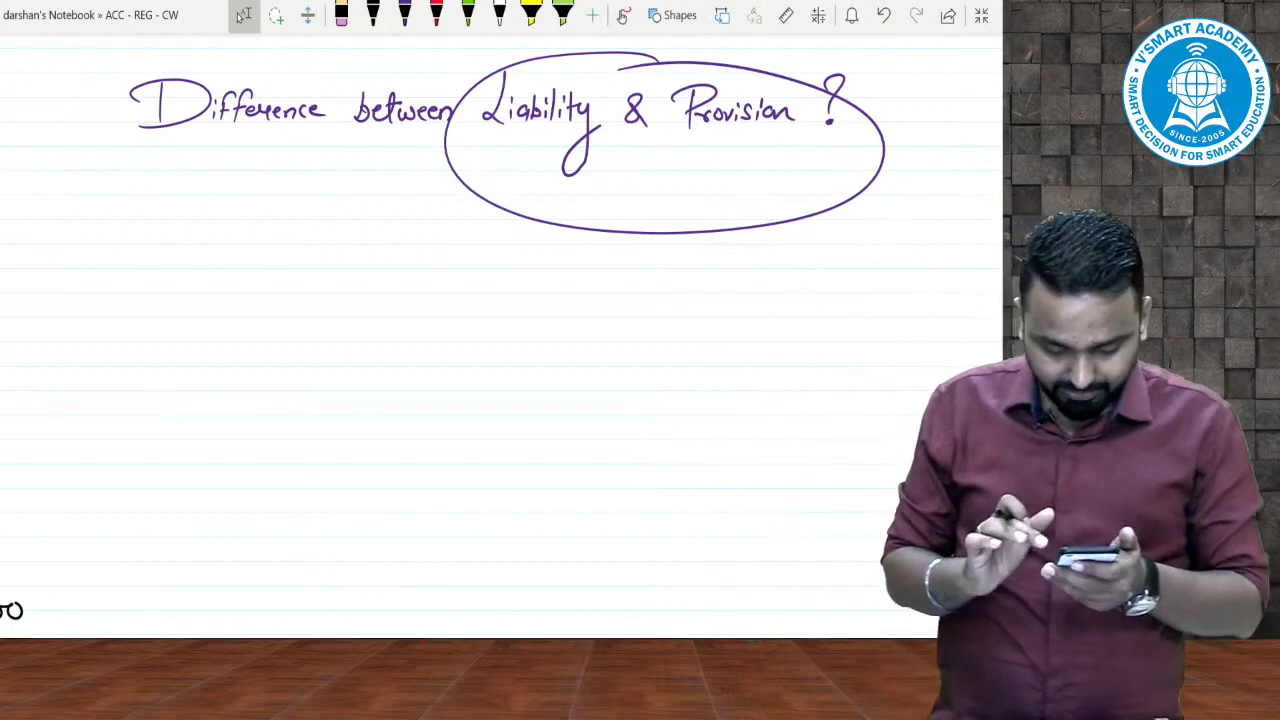 darshan's Notebook » ACC - REG - CW
Shapes
Difference between Liability & Provision ?
V'SMART ACADEMY
SINCE-2005
SMART DECISION FOR SMART EDUCATION